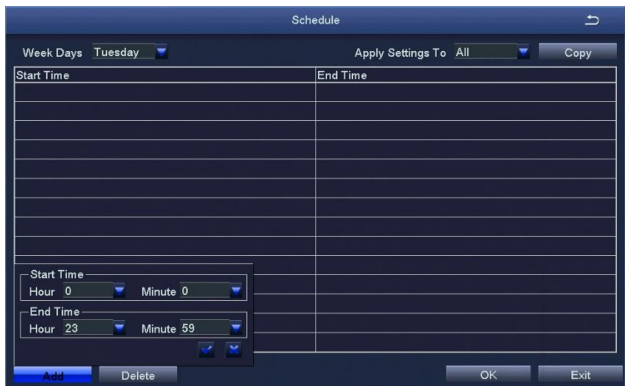 Schedule
Week Days Tuesday Apply Settings To All Copy
Start Time End Time
Start Time
Hour 0 Minute 0
End Time
Hour 23 Minute 59
Add Delete OK Exit